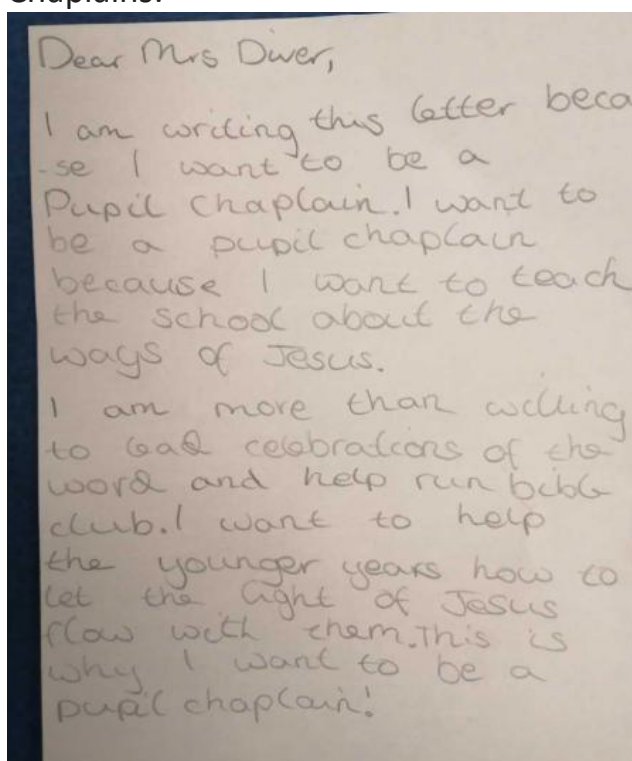 Chaplains.
Dear Mrs Diver,
I am writing this letter beca
-se I want to be a
Pupil chaplain. I want to
be a pupil chaplain
because I want to teach
the school about the
ways of Jesus.
I am more than willing
to lead celebrations of the
word and help run bible
club. I want to help
the younger years how to
let the light of Jesus
flow with them. This is
why I want to be a
pupil chaplain!